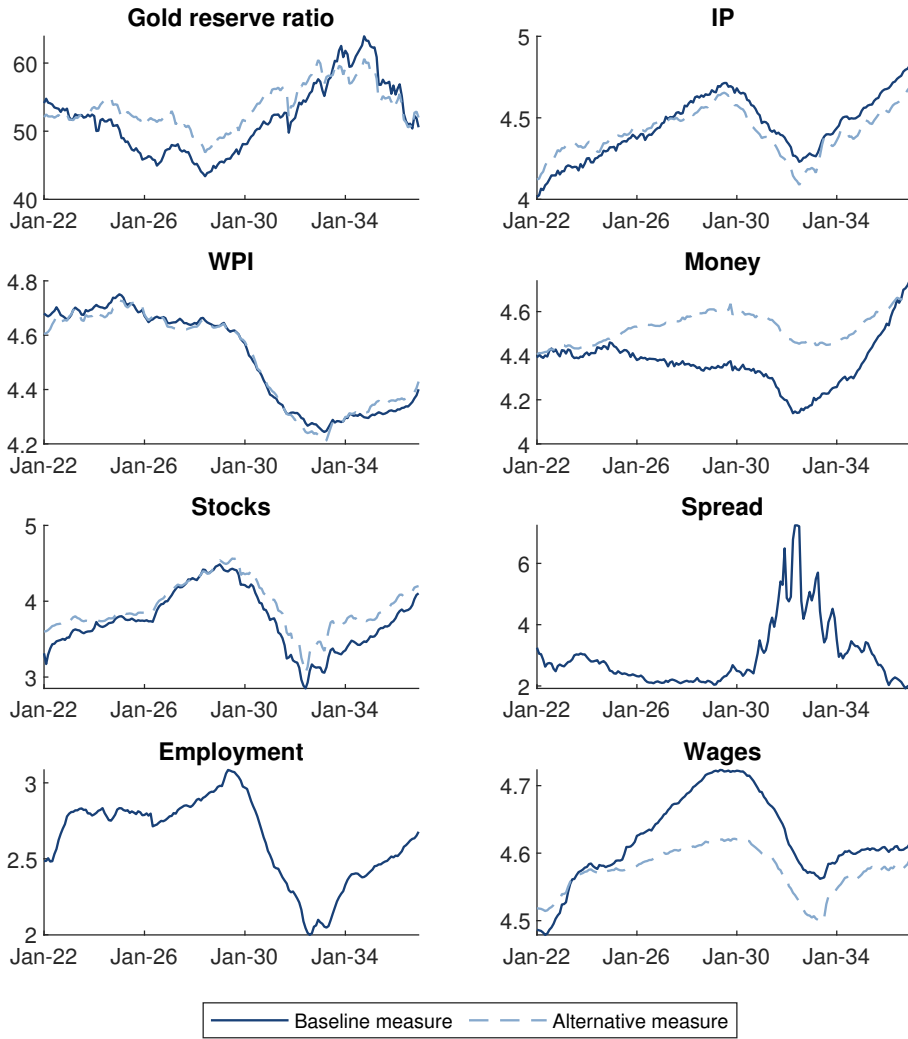 Gold reserve ratio
60
50
40
Jan-22 Jan-26 Jan-30 Jan-34
IP
5
4.5
4
Jan-22 Jan-26 Jan-30 Jan-34
WPI
4.8
4.6
4.4
4.2
Jan-22 Jan-26 Jan-30 Jan-34
Money
4.6
4.4
4.2
4
Jan-22 Jan-26 Jan-30 Jan-34
Stocks
5
4
3
Jan-22 Jan-26 Jan-30 Jan-34
Spread
6
4
2
Jan-22 Jan-26 Jan-30 Jan-34
Employment
3
2.5
2
Jan-22 Jan-26 Jan-30 Jan-34
Wages
4.7
4.6
4.5
Jan-22 Jan-26 Jan-30 Jan-34
Baseline measure Alternative measure